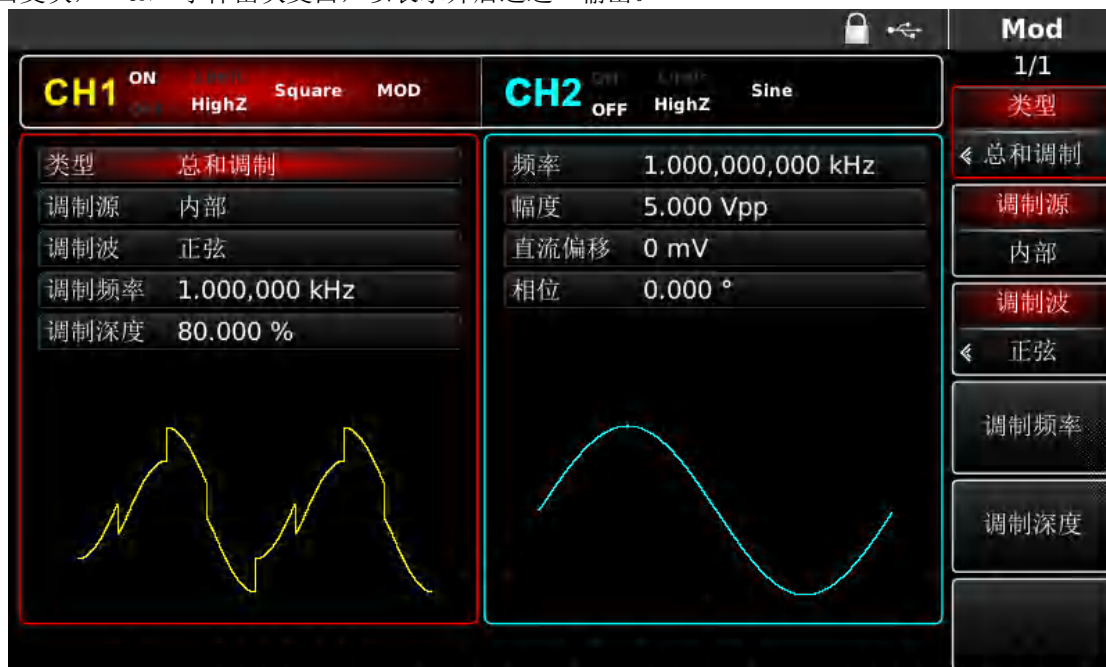 Mod
1/1
CH1 ON HighZ Square MOD
CH2 OFF HighZ Sine
类型 总和调制
调制源 内部
调制波 正弦
调制频率 1.000,000 kHz
调制深度 80.000 %
频率 1.000,000,000 kHz
幅度 5.000 Vpp
直流偏移 0 mV
相位 0.000 °
类型
总和调制
调制源
内部
调制波
正弦
调制频率
调制深度